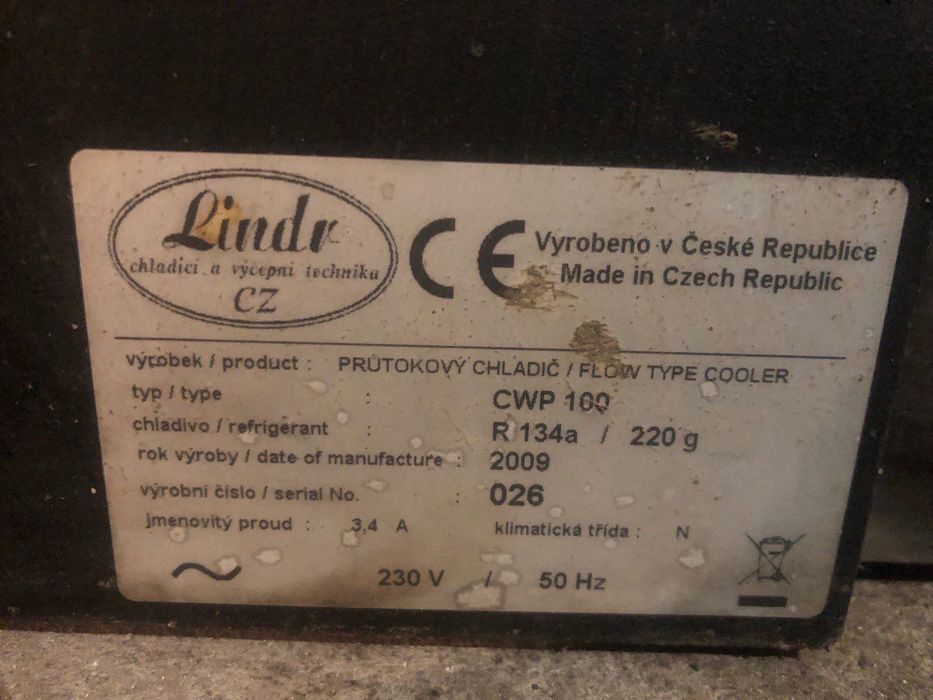 Lindr
chladící a výčepní technika
CZ
CE
Vyrobeno v České Republice
Made in Czech Republic
výrobek / product : PRŮTOKOVÝ CHLADIČ / FLOW TYPE COOLER
typ / type : CWP 100
chladivo / refrigerant : R 134a / 220 g
rok výroby / date of manufacture : 2009
výrobní číslo / serial No. : 026
jmenovitý proud : 3,4 A klimatická třída : N
~ 230 V / 50 Hz